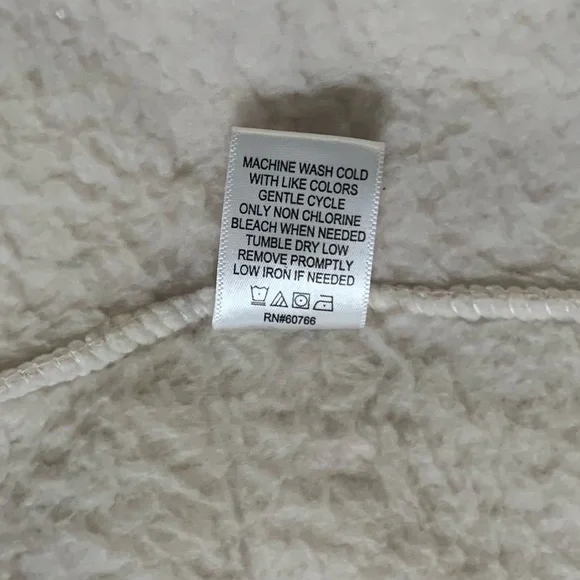 MACHINE WASH COLD
WITH LIKE COLORS
GENTLE CYCLE
ONLY NON CHLORINE
BLEACH WHEN NEEDED
TUMBLE DRY LOW
REMOVE PROMPTLY
LOW IRON IF NEEDED
RN#60766